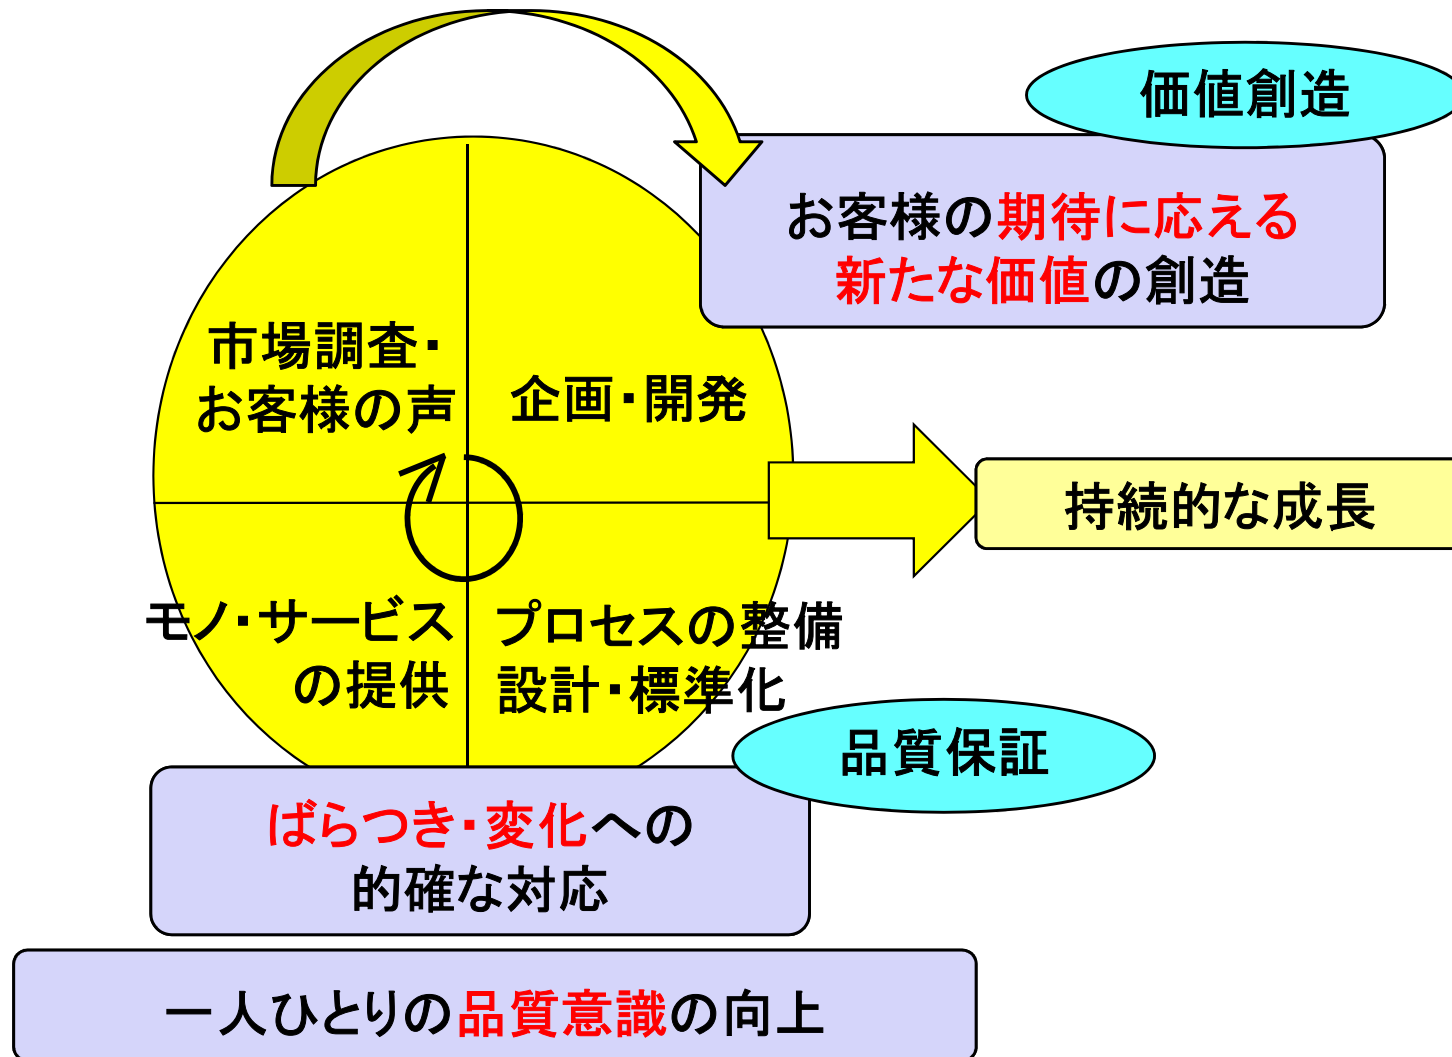 価値創造
お客様の期待に応える
新たな価値の創造
市場調査・
お客様の声
企画・開発
持続的な成長
モノ・サービス
の提供
プロセスの整備
設計・標準化
品質保証
ばらつき・変化への
的確な対応
一人ひとりの品質意識の向上